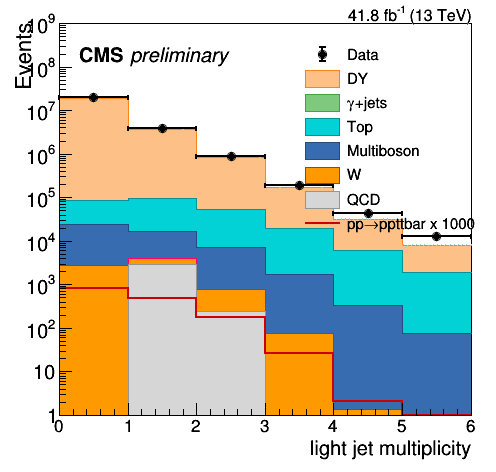 41.8 fb⁻¹ (13 TeV)
Events
10⁹
10⁸
10⁷
10⁶
10⁵
10⁴
10³
10²
10
1
CMS preliminary
Data
DY
γ+jets
Top
Multiboson
W
QCD
pp→ppttbar x 1000
0 1 2 3 4 5 6
light jet multiplicity